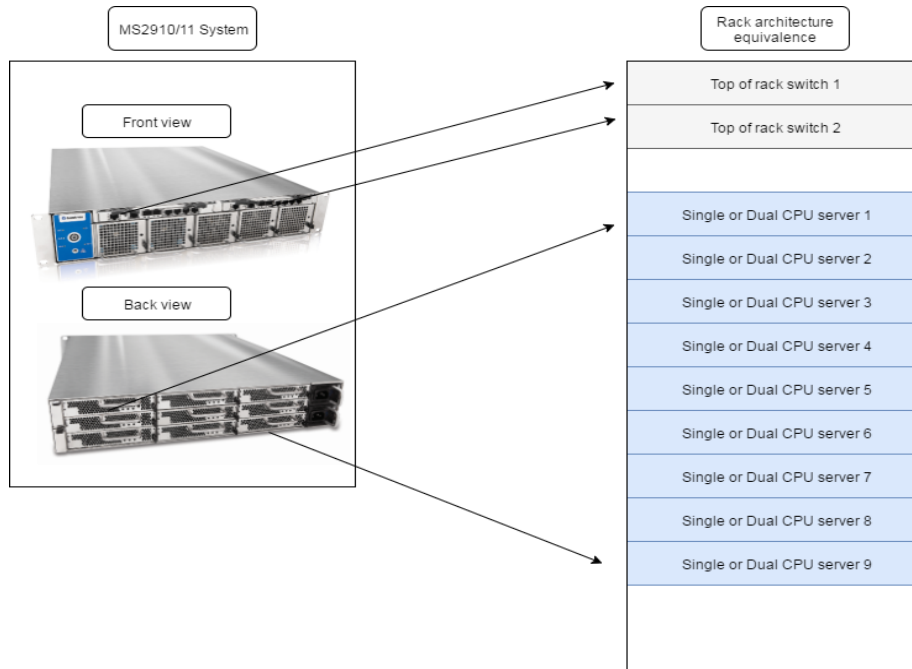 MS2910/11 System
Rack architecture
equivalence
Front view
Back view
Top of rack switch 1
Top of rack switch 2
Single or Dual CPU server 1
Single or Dual CPU server 2
Single or Dual CPU server 3
Single or Dual CPU server 4
Single or Dual CPU server 5
Single or Dual CPU server 6
Single or Dual CPU server 7
Single or Dual CPU server 8
Single or Dual CPU server 9